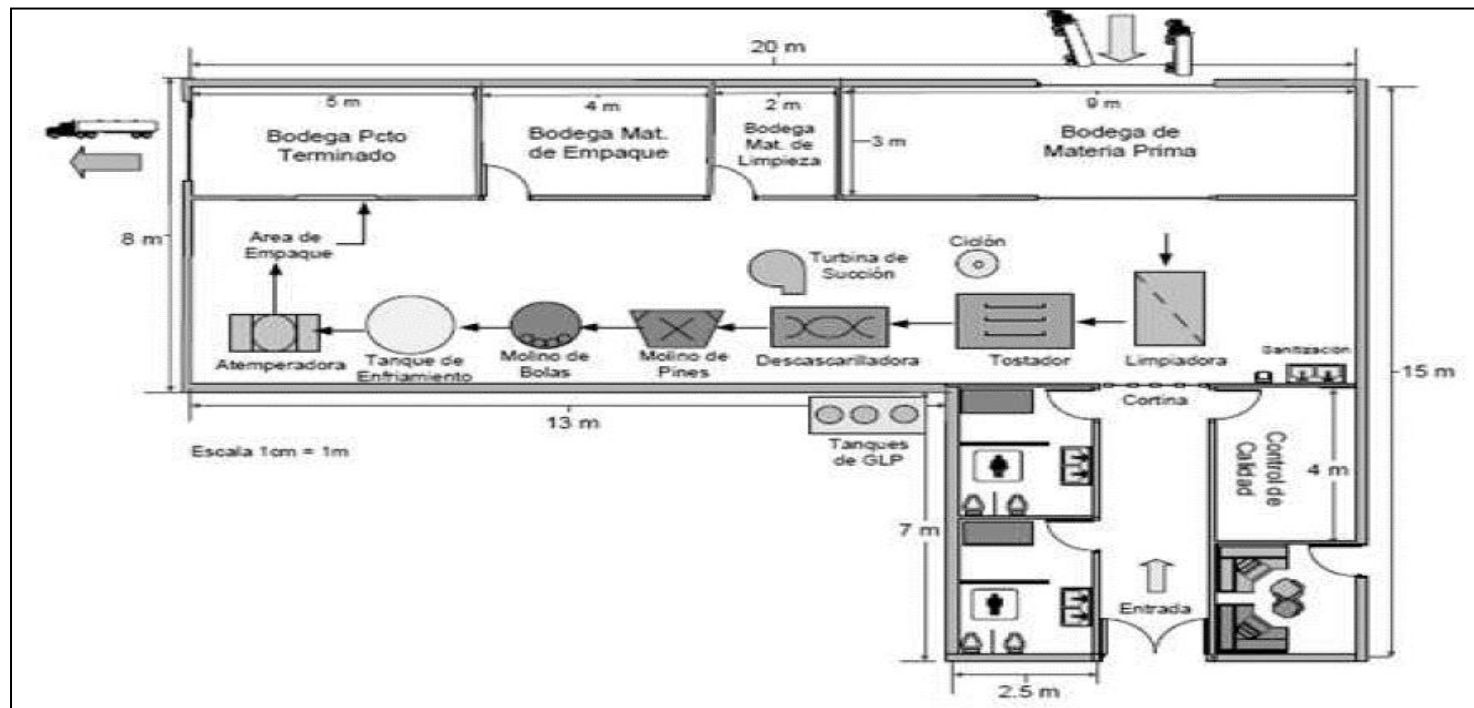 20 m
5 m
4 m
2 m
9 m
Bodega Pcto
Terminado
Bodega Mat.
de Empaque
Bodega
Mat. de
Limpieza
3 m
Bodega de
Materia Prima
8 m
Area de
Empaque
Turbina de
Succión
Ciclón
Atemperadora
Tanque de
Enfriamiento
Molino de
Bolas
Molino de
Pines
Descascarilladora
Tostador
Limpiadora
Sanitización
15 m
13 m
Cortina
Escala 1cm = 1m
Tanques
de GLP
Control de
Calidad
4 m
7 m
Entrada
2.5 m